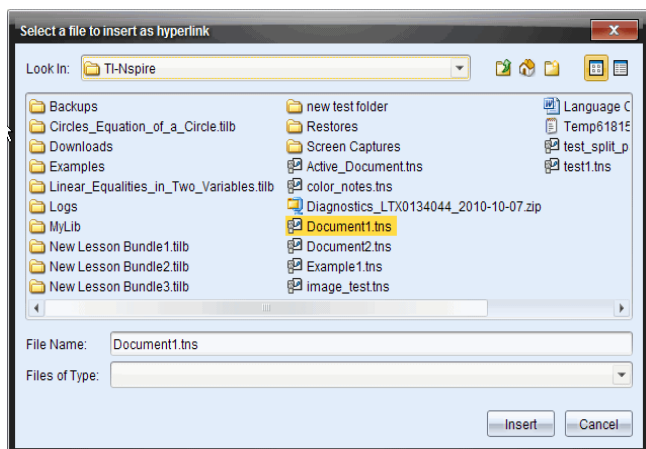 Select a file to insert as hyperlink
Look In: TI-Nspire
Backups
Circles_Equation_of_a_Circle.tilb
Downloads
Examples
Linear_Equalities_in_Two_Variables.tilb
Logs
MyLib
New Lesson Bundle1.tilb
New Lesson Bundle2.tilb
New Lesson Bundle3.tilb
new test folder
Restores
Screen Captures
Active_Document.tns
color_notes.tns
Diagnostics_LTX0134044_2010-10-07.zip
Document1.tns
Document2.tns
Example1.tns
image_test.tns
Language C
Temp61815
test_split_p
test1.tns
File Name: Document1.tns
Files of Type:
Insert Cancel